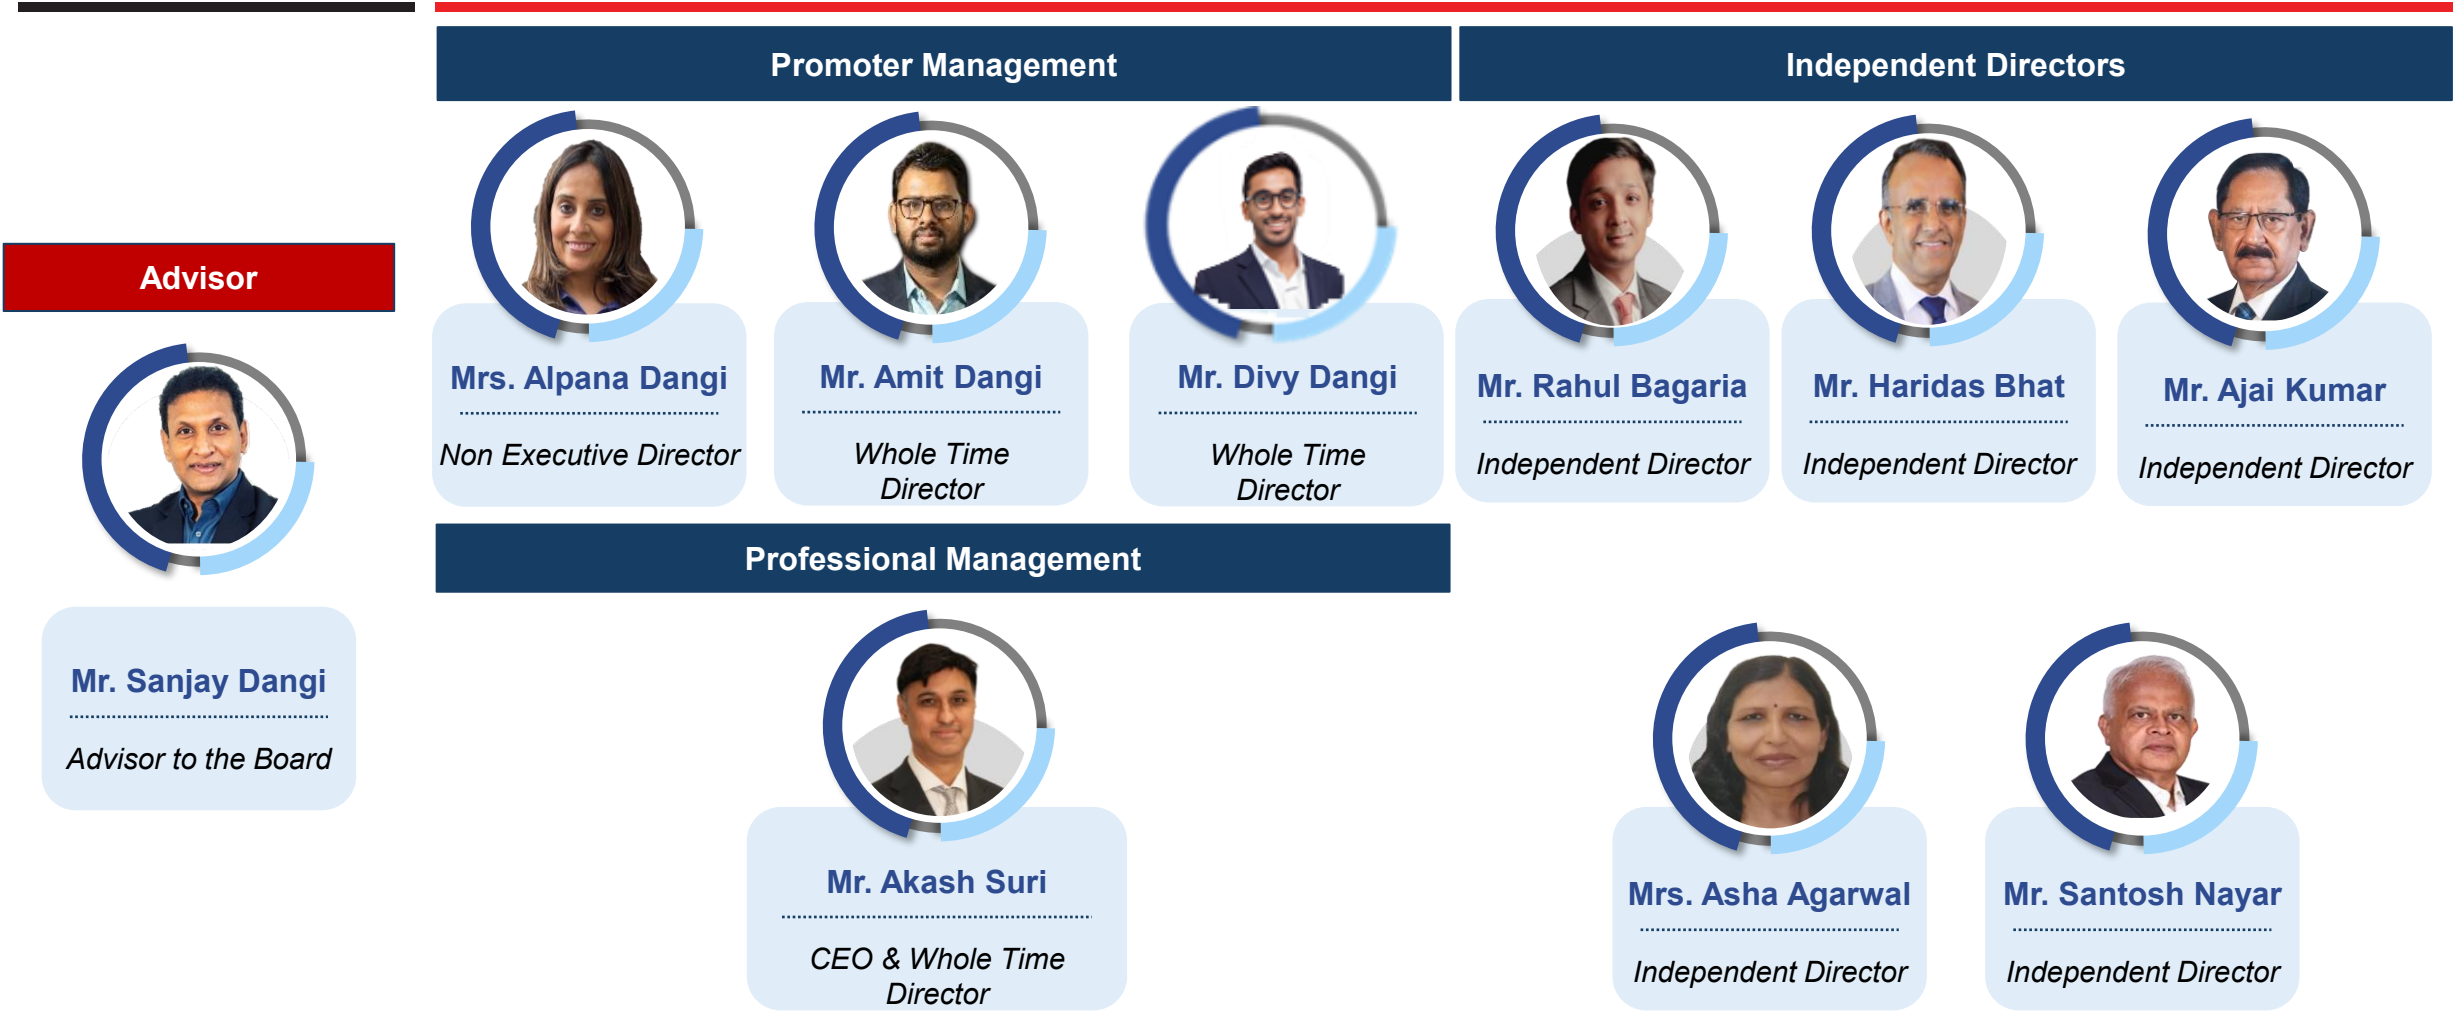 Promoter Management
Independent Directors
Advisor
Mr. Sanjay Dangi
Advisor to the Board
Mrs. Alpana Dangi
Non Executive Director
Mr. Amit Dangi
Whole Time
Director
Mr. Divy Dangi
Whole Time
Director
Mr. Rahul Bagaria
Independent Director
Mr. Haridas Bhat
Independent Director
Mr. Ajai Kumar
Independent Director
Professional Management
Mr. Akash Suri
CEO & Whole Time
Director
Mrs. Asha Agarwal
Independent Director
Mr. Santosh Nayar
Independent Director